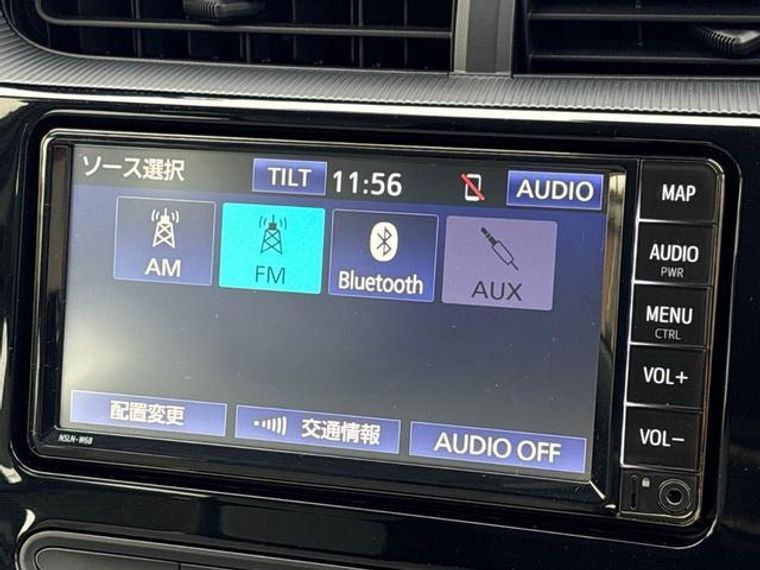 ソース選択 TILT 11:56 AUDIO
AM
FM
Bluetooth
AUX
配置変更
交通情報
AUDIO OFF
NSLN-W68
MAP
AUDIO
PWR
MENU
CTRL
VOL+
VOL-